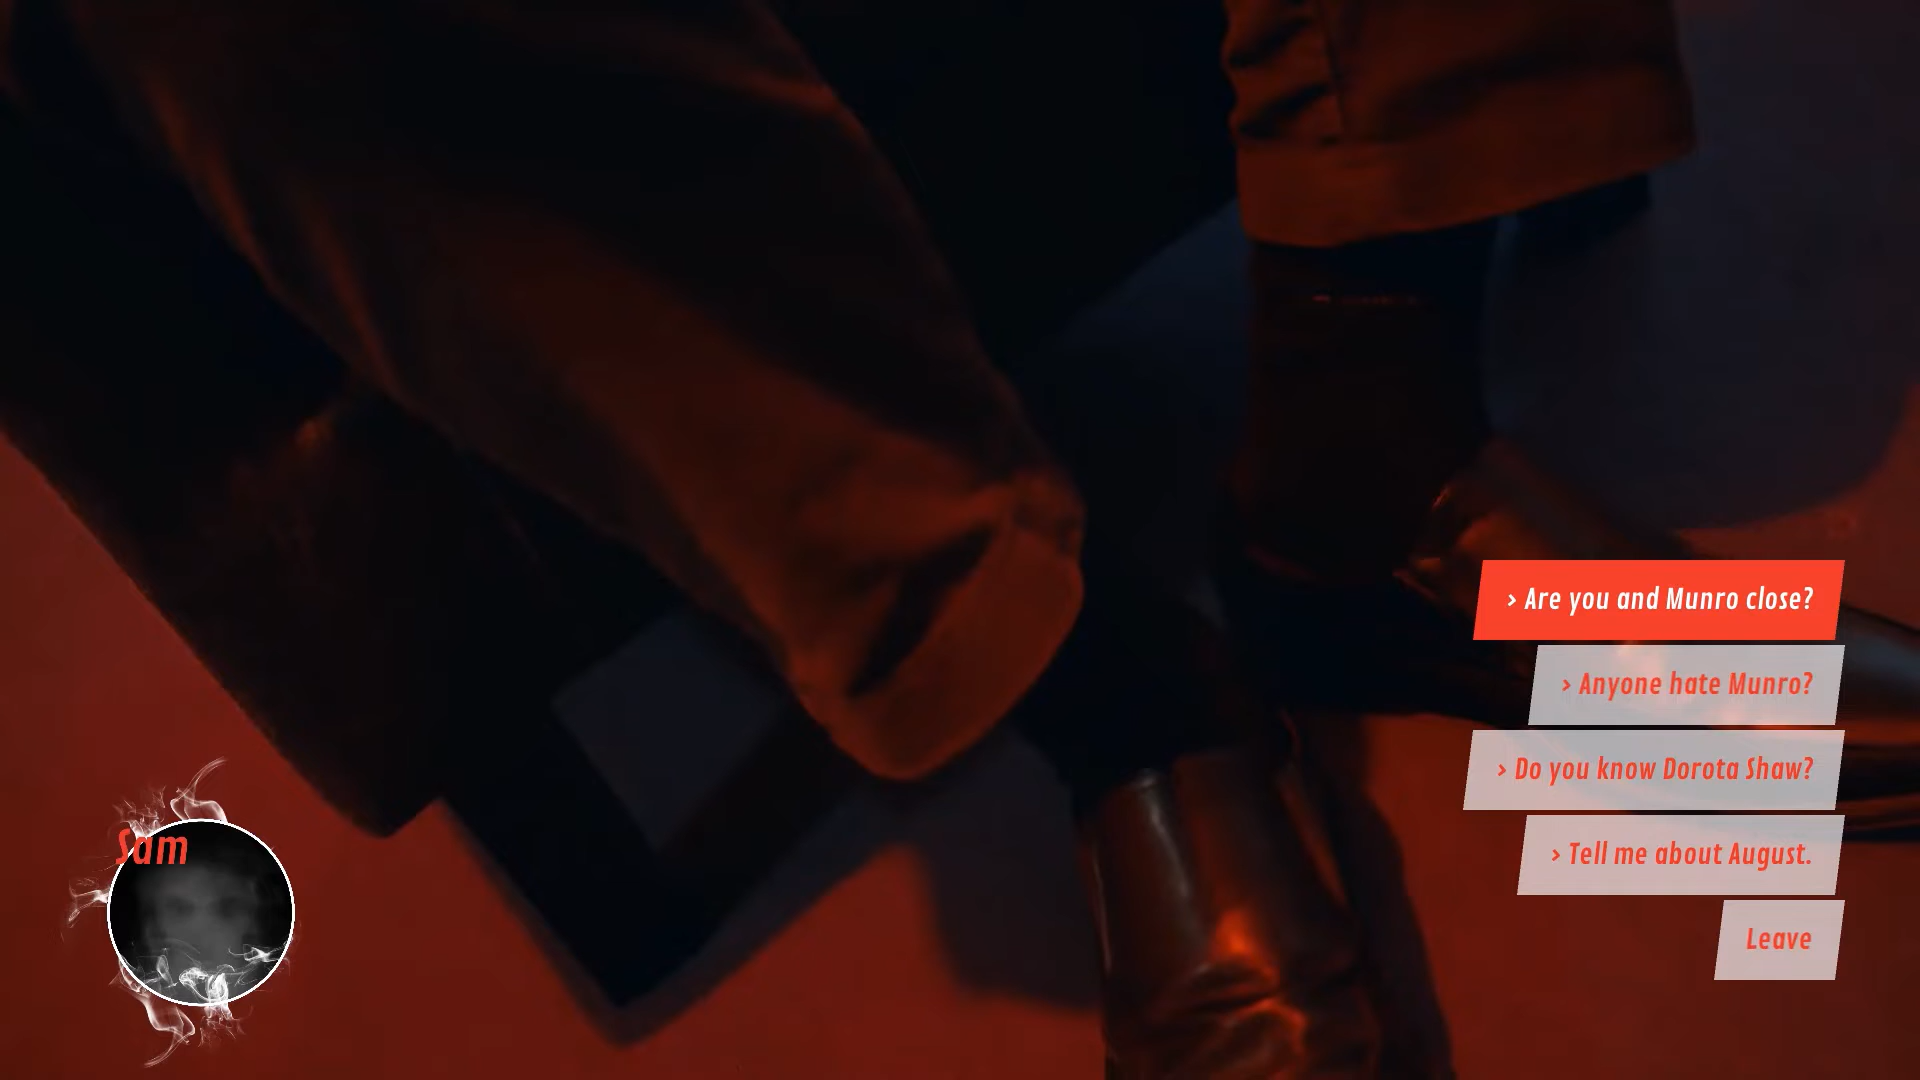 > Are you and Munro close?
> Anyone hate Munro?
> Do you know Dorota Shaw?
> Tell me about August.
Leave
Sam